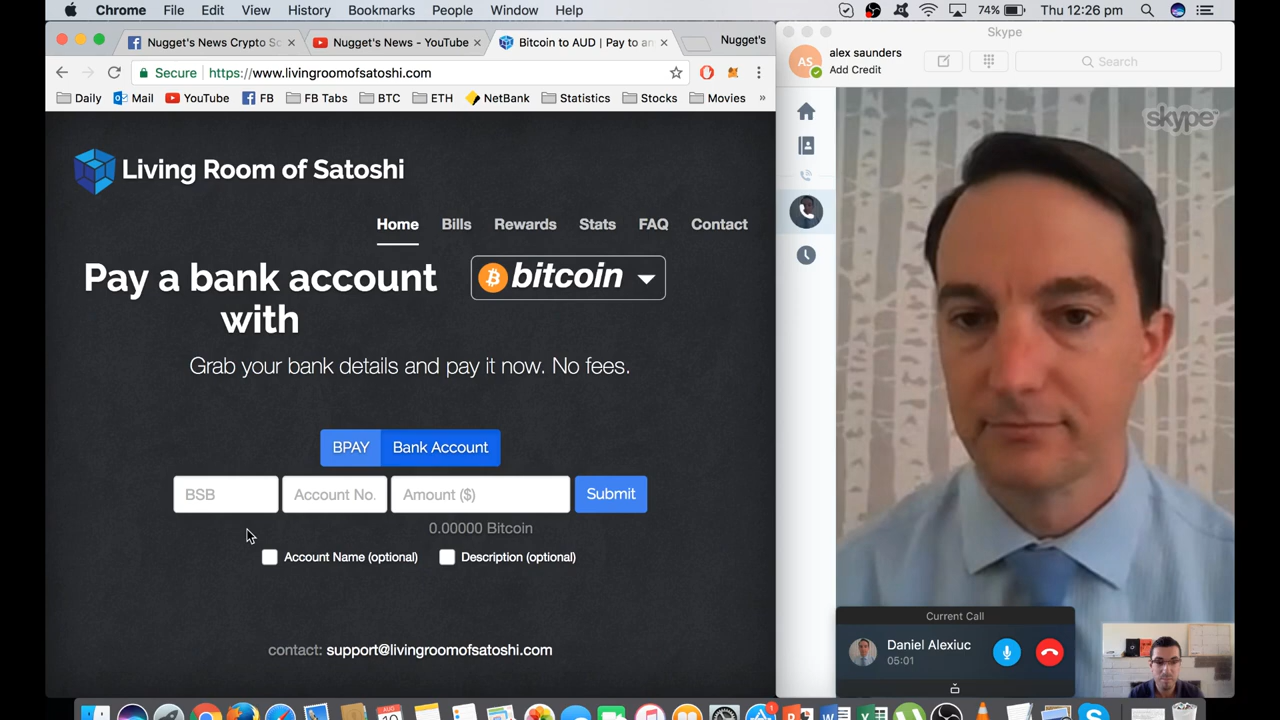 Chrome File Edit View History Bookmarks People Window Help 74% Thu 12:26 pm
Nugget's News Crypto Sc × Nugget's News - YouTube × Bitcoin to AUD | Pay to an × Nugget's
Secure https://www.livingroomofsatoshi.com
Daily Mail YouTube FB FB Tabs BTC ETH NetBank Statistics Stocks Movies »
Living Room of Satoshi
Home Bills Rewards Stats FAQ Contact
Pay a bank account
with
bitcoin
Grab your bank details and pay it now. No fees.
BPAY Bank Account
BSB Account No. Amount ($) Submit
0.00000 Bitcoin
Account Name (optional) Description (optional)
contact: support@livingroomofsatoshi.com
Skype
AS alex saunders
Add Credit
Search
skype
Current Call
Daniel Alexiuc
05:01